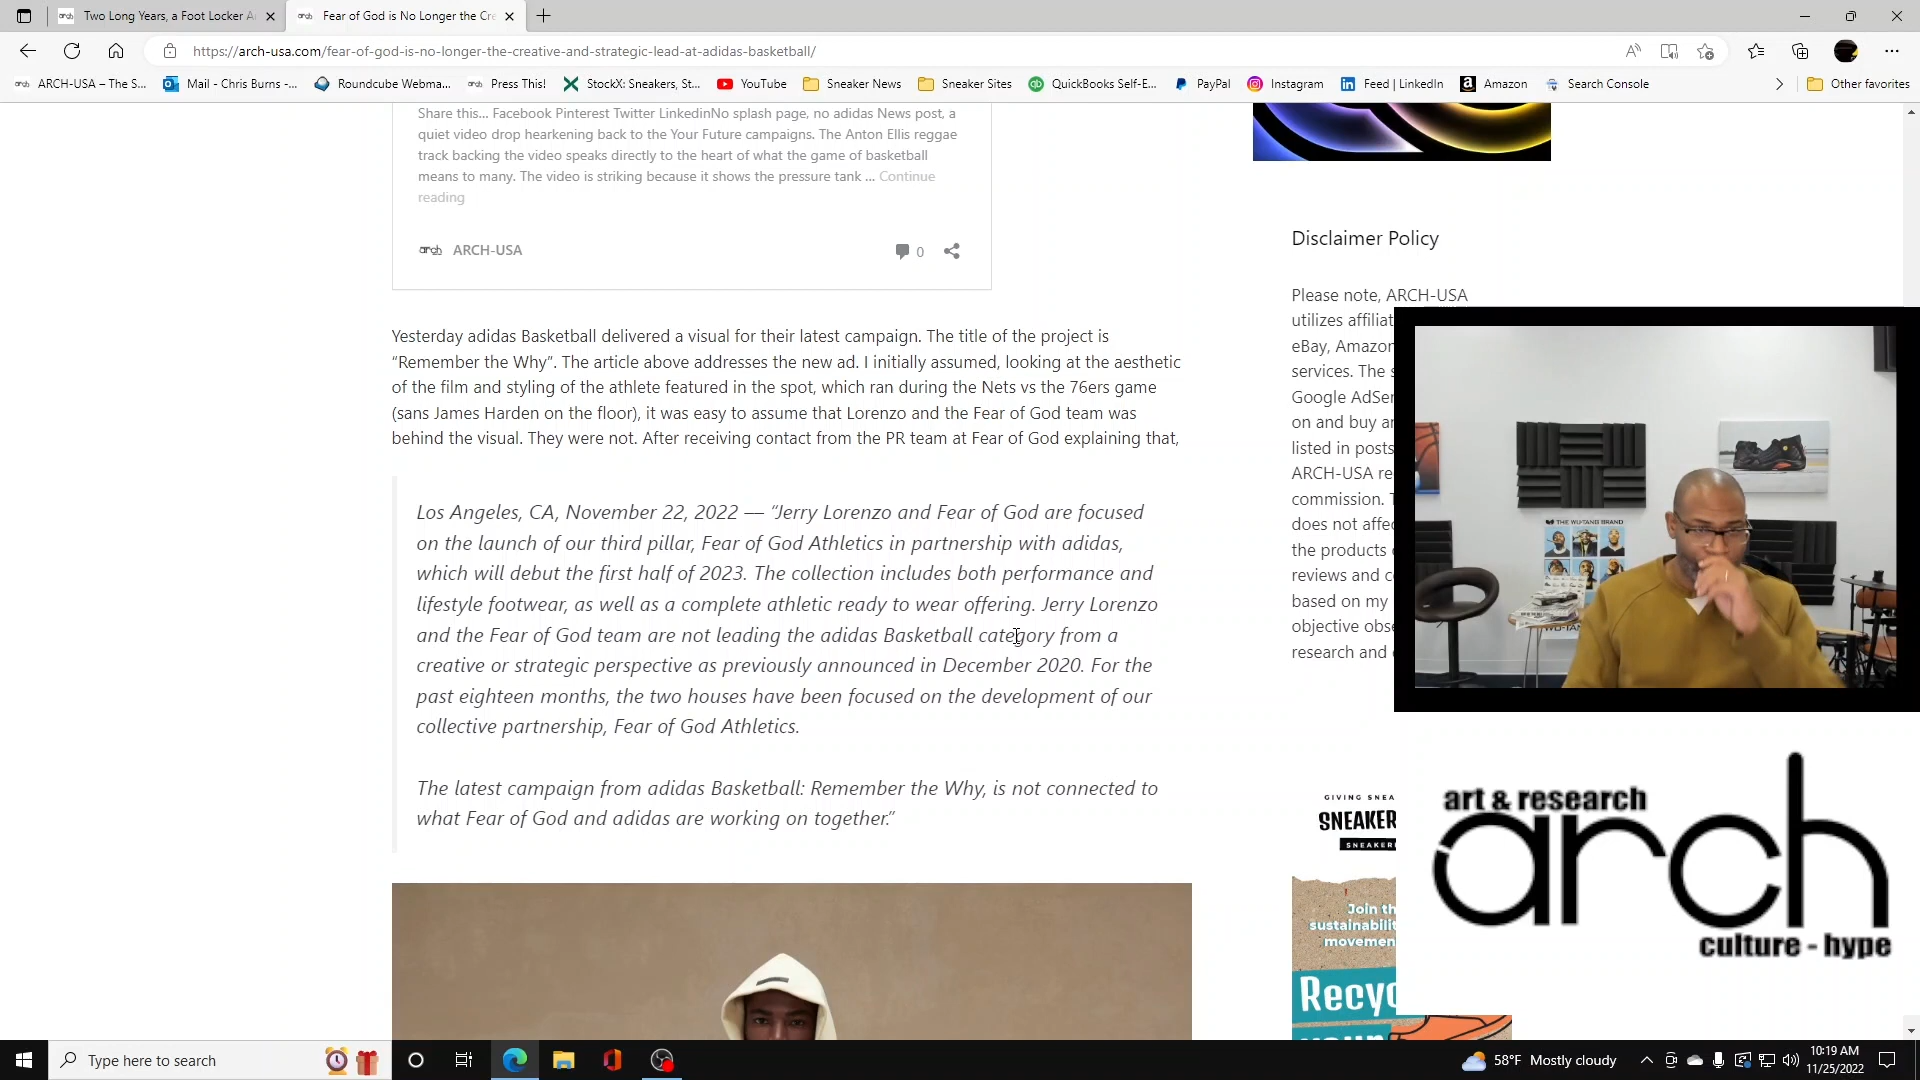 Two Long Years, a Foot Locker A
Fear of God is No Longer the Cre
https://arch-usa.com/fear-of-god-is-no-longer-the-creative-and-strategic-lead-at-adidas-basketball/
ARCH-USA – The S...
Mail - Chris Burns -...
Roundcube Webma...
Press This!
StockX: Sneakers, St...
YouTube
Sneaker News
Sneaker Sites
QuickBooks Self-E...
PayPal
Instagram
Feed | LinkedIn
Amazon
Search Console
Other favorites
Share this... Facebook Pinterest Twitter LinkedinNo splash page, no adidas News post, a
quiet video drop hearkening back to the Your Future campaigns. The Anton Ellis reggae
track backing the video speaks directly to the heart of what the game of basketball
means to many. The video is striking because it shows the pressure tank ... Continue
reading
arch ARCH-USA
0
Yesterday adidas Basketball delivered a visual for their latest campaign. The title of the project is
“Remember the Why”. The article above addresses the new ad. I initially assumed, looking at the aesthetic
of the film and styling of the athlete featured in the spot, which ran during the Nets vs the 76ers game
(sans James Harden on the floor), it was easy to assume that Lorenzo and the Fear of God team was
behind the visual. They were not. After receiving contact from the PR team at Fear of God explaining that,
Los Angeles, CA, November 22, 2022 — “Jerry Lorenzo and Fear of God are focused
on the launch of our third pillar, Fear of God Athletics in partnership with adidas,
which will debut the first half of 2023. The collection includes both performance and
lifestyle footwear, as well as a complete athletic ready to wear offering. Jerry Lorenzo
and the Fear of God team are not leading the adidas Basketball category from a
creative or strategic perspective as previously announced in December 2020. For the
past eighteen months, the two houses have been focused on the development of our
collective partnership, Fear of God Athletics.
The latest campaign from adidas Basketball: Remember the Why, is not connected to
what Fear of God and adidas are working on together.”
Disclaimer Policy
Please note, ARCH-USA
utilizes affiliat
eBay, Amazon
services. The s
Google AdSer
on and buy an
listed in posts
ARCH-USA re
commission. T
does not affec
the products o
reviews and c
based on my
objective obse
research and
THE WU-TANG BRAND
WU-TANG
GIVING SNEA
SNEAKER
SNEAKER
Join th
sustainabilit
movemen
Recyc
your
art & research
arch
culture - hype
Type here to search
58°F Mostly cloudy
10:19 AM
11/25/2022